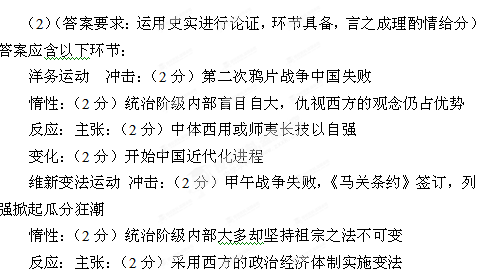 （2）（答案要求：运用史实进行论证，环节具备，言之成理酌情给分）
答案应含以下环节：
洋务运动 冲击：（2 分）第二次鸦片战争中国失败
惰性：（2 分）统治阶级内部盲目自大，仇视西方的观念仍占优势
反应：主张：（2 分）中体西用或师夷长技以自强
变化：（2 分）开始中国近代化进程
维新变法运动 冲击：（2 分）甲午战争失败，《马关条约》签订，列
强掀起瓜分狂潮
惰性：（2 分）统治阶级内部大多却坚持祖宗之法不可变
反应：主张：（2 分）采用西方的政治经济体制实施变法